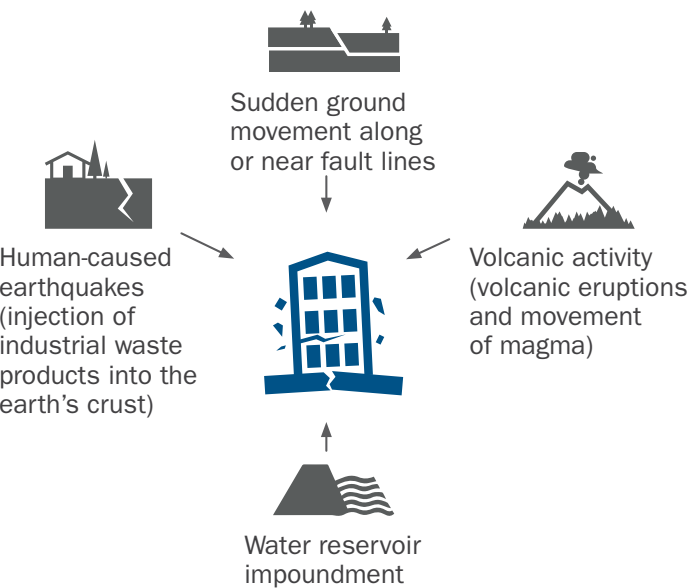 Sudden ground
movement along
or near fault lines
Human-caused
earthquakes
(injection of
industrial waste
products into the
earth’s crust)
Volcanic activity
(volcanic eruptions
and movement
of magma)
Water reservoir
impoundment